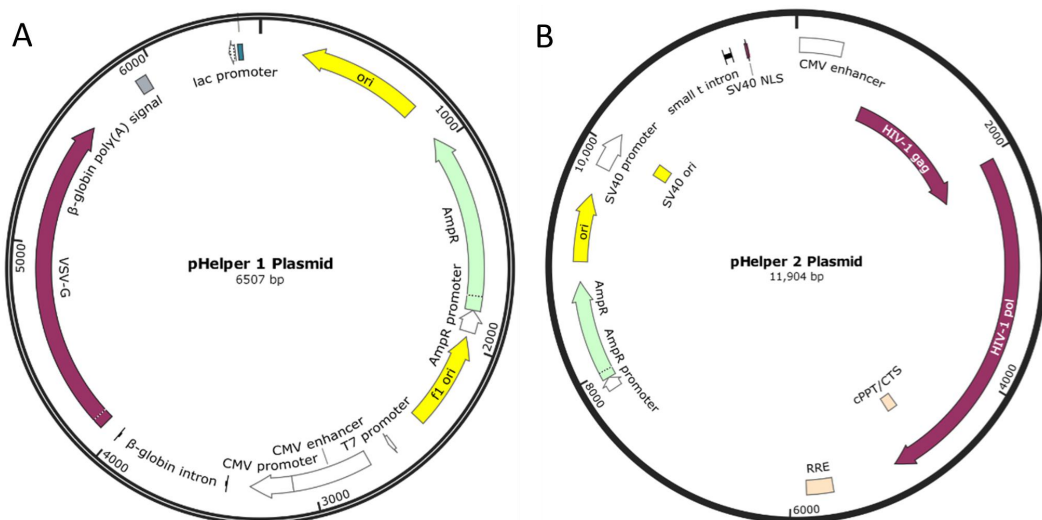 A
6000
lac promoter
ori
1000
β-globin poly(A) signal
AmpR
5000
VSV-G
pHelper 1 Plasmid
6507 bp
AmpR promoter
2000
f1 ori
T7 promoter
CMV enhancer
CMV promoter
β-globin intron
4000
3000
B
small t intron
SV40 NLS
CMV enhancer
10,000
SV40 promoter
SV40 ori
HIV-1 gag
2000
ori
pHelper 2 Plasmid
11,904 bp
AmpR
AmpR promoter
8000
HIV-1 pol
4000
cPPT/CTS
RRE
6000